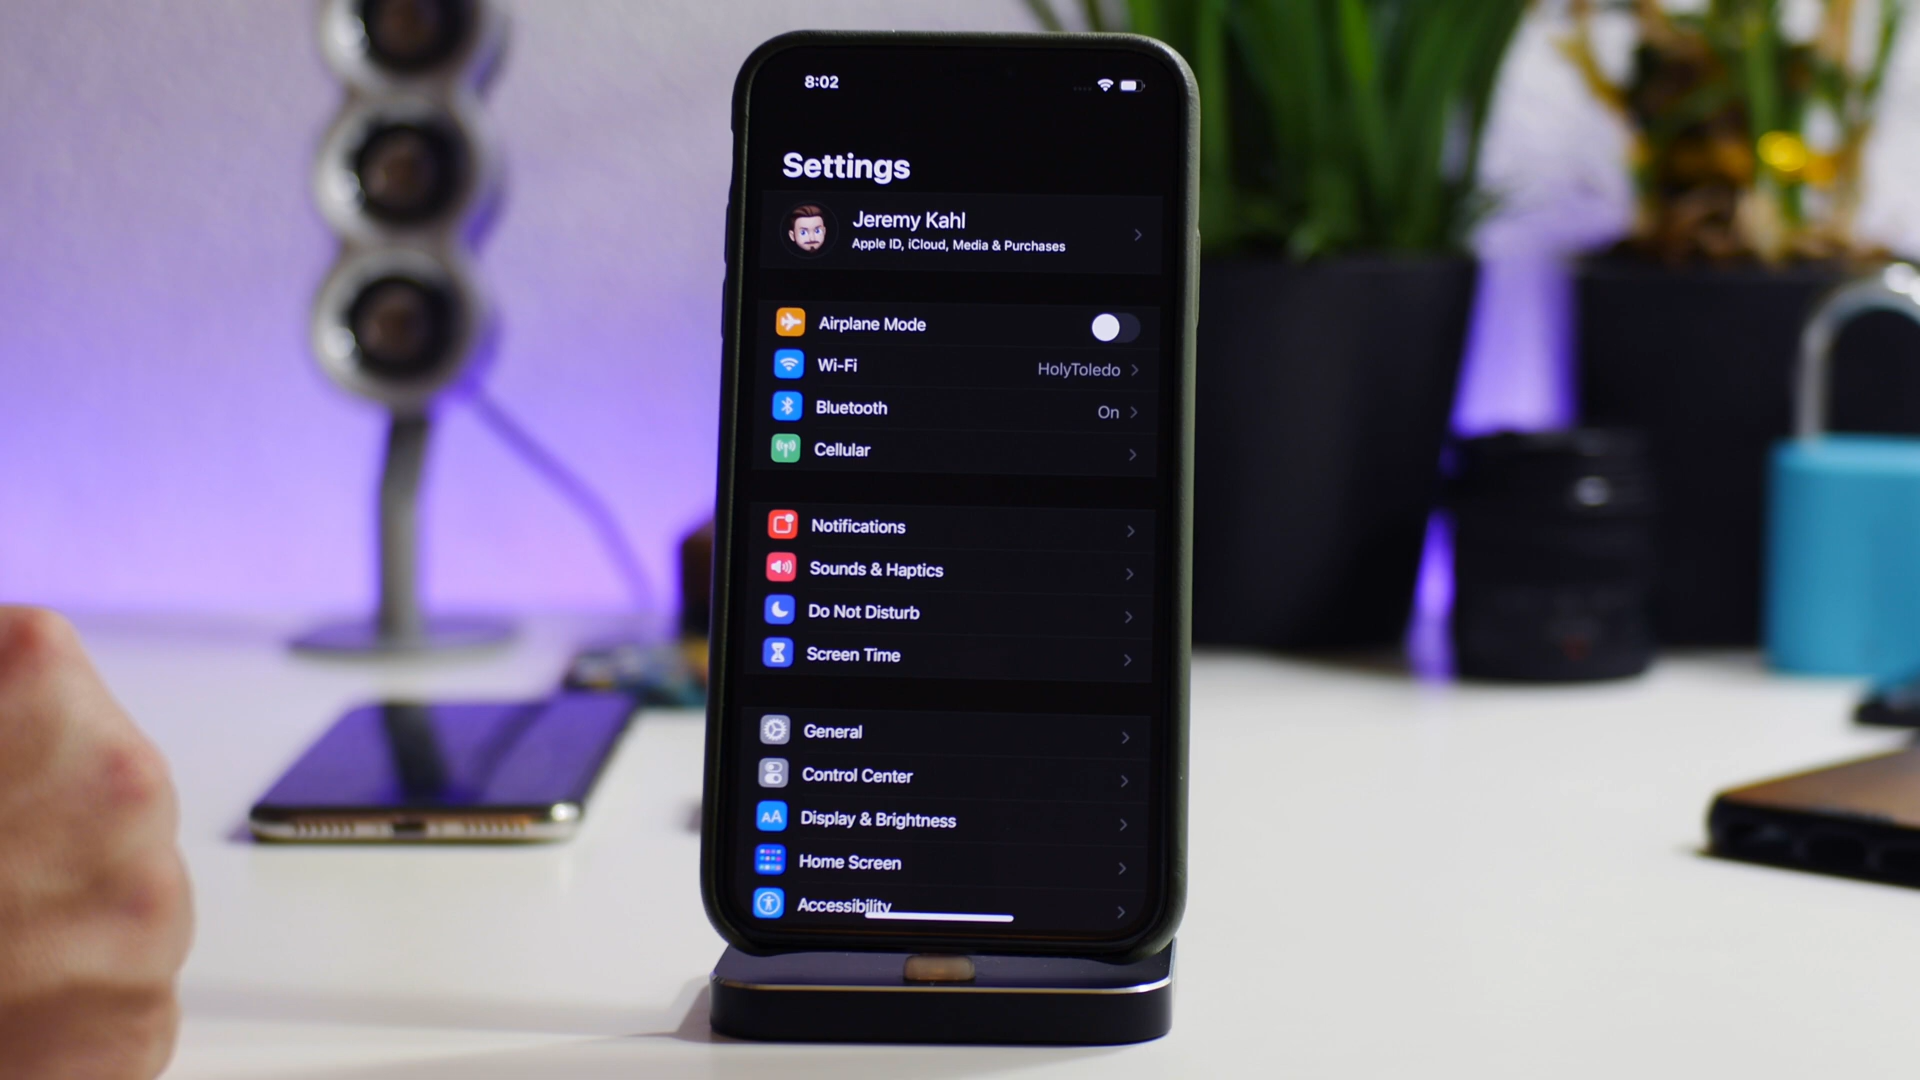 8:02
Settings
Jeremy Kahl
Apple ID, iCloud, Media & Purchases
Airplane Mode
Wi-Fi HolyToledo
Bluetooth On
Cellular
Notifications
Sounds & Haptics
Do Not Disturb
Screen Time
General
Control Center
AA Display & Brightness
Home Screen
Accessibility